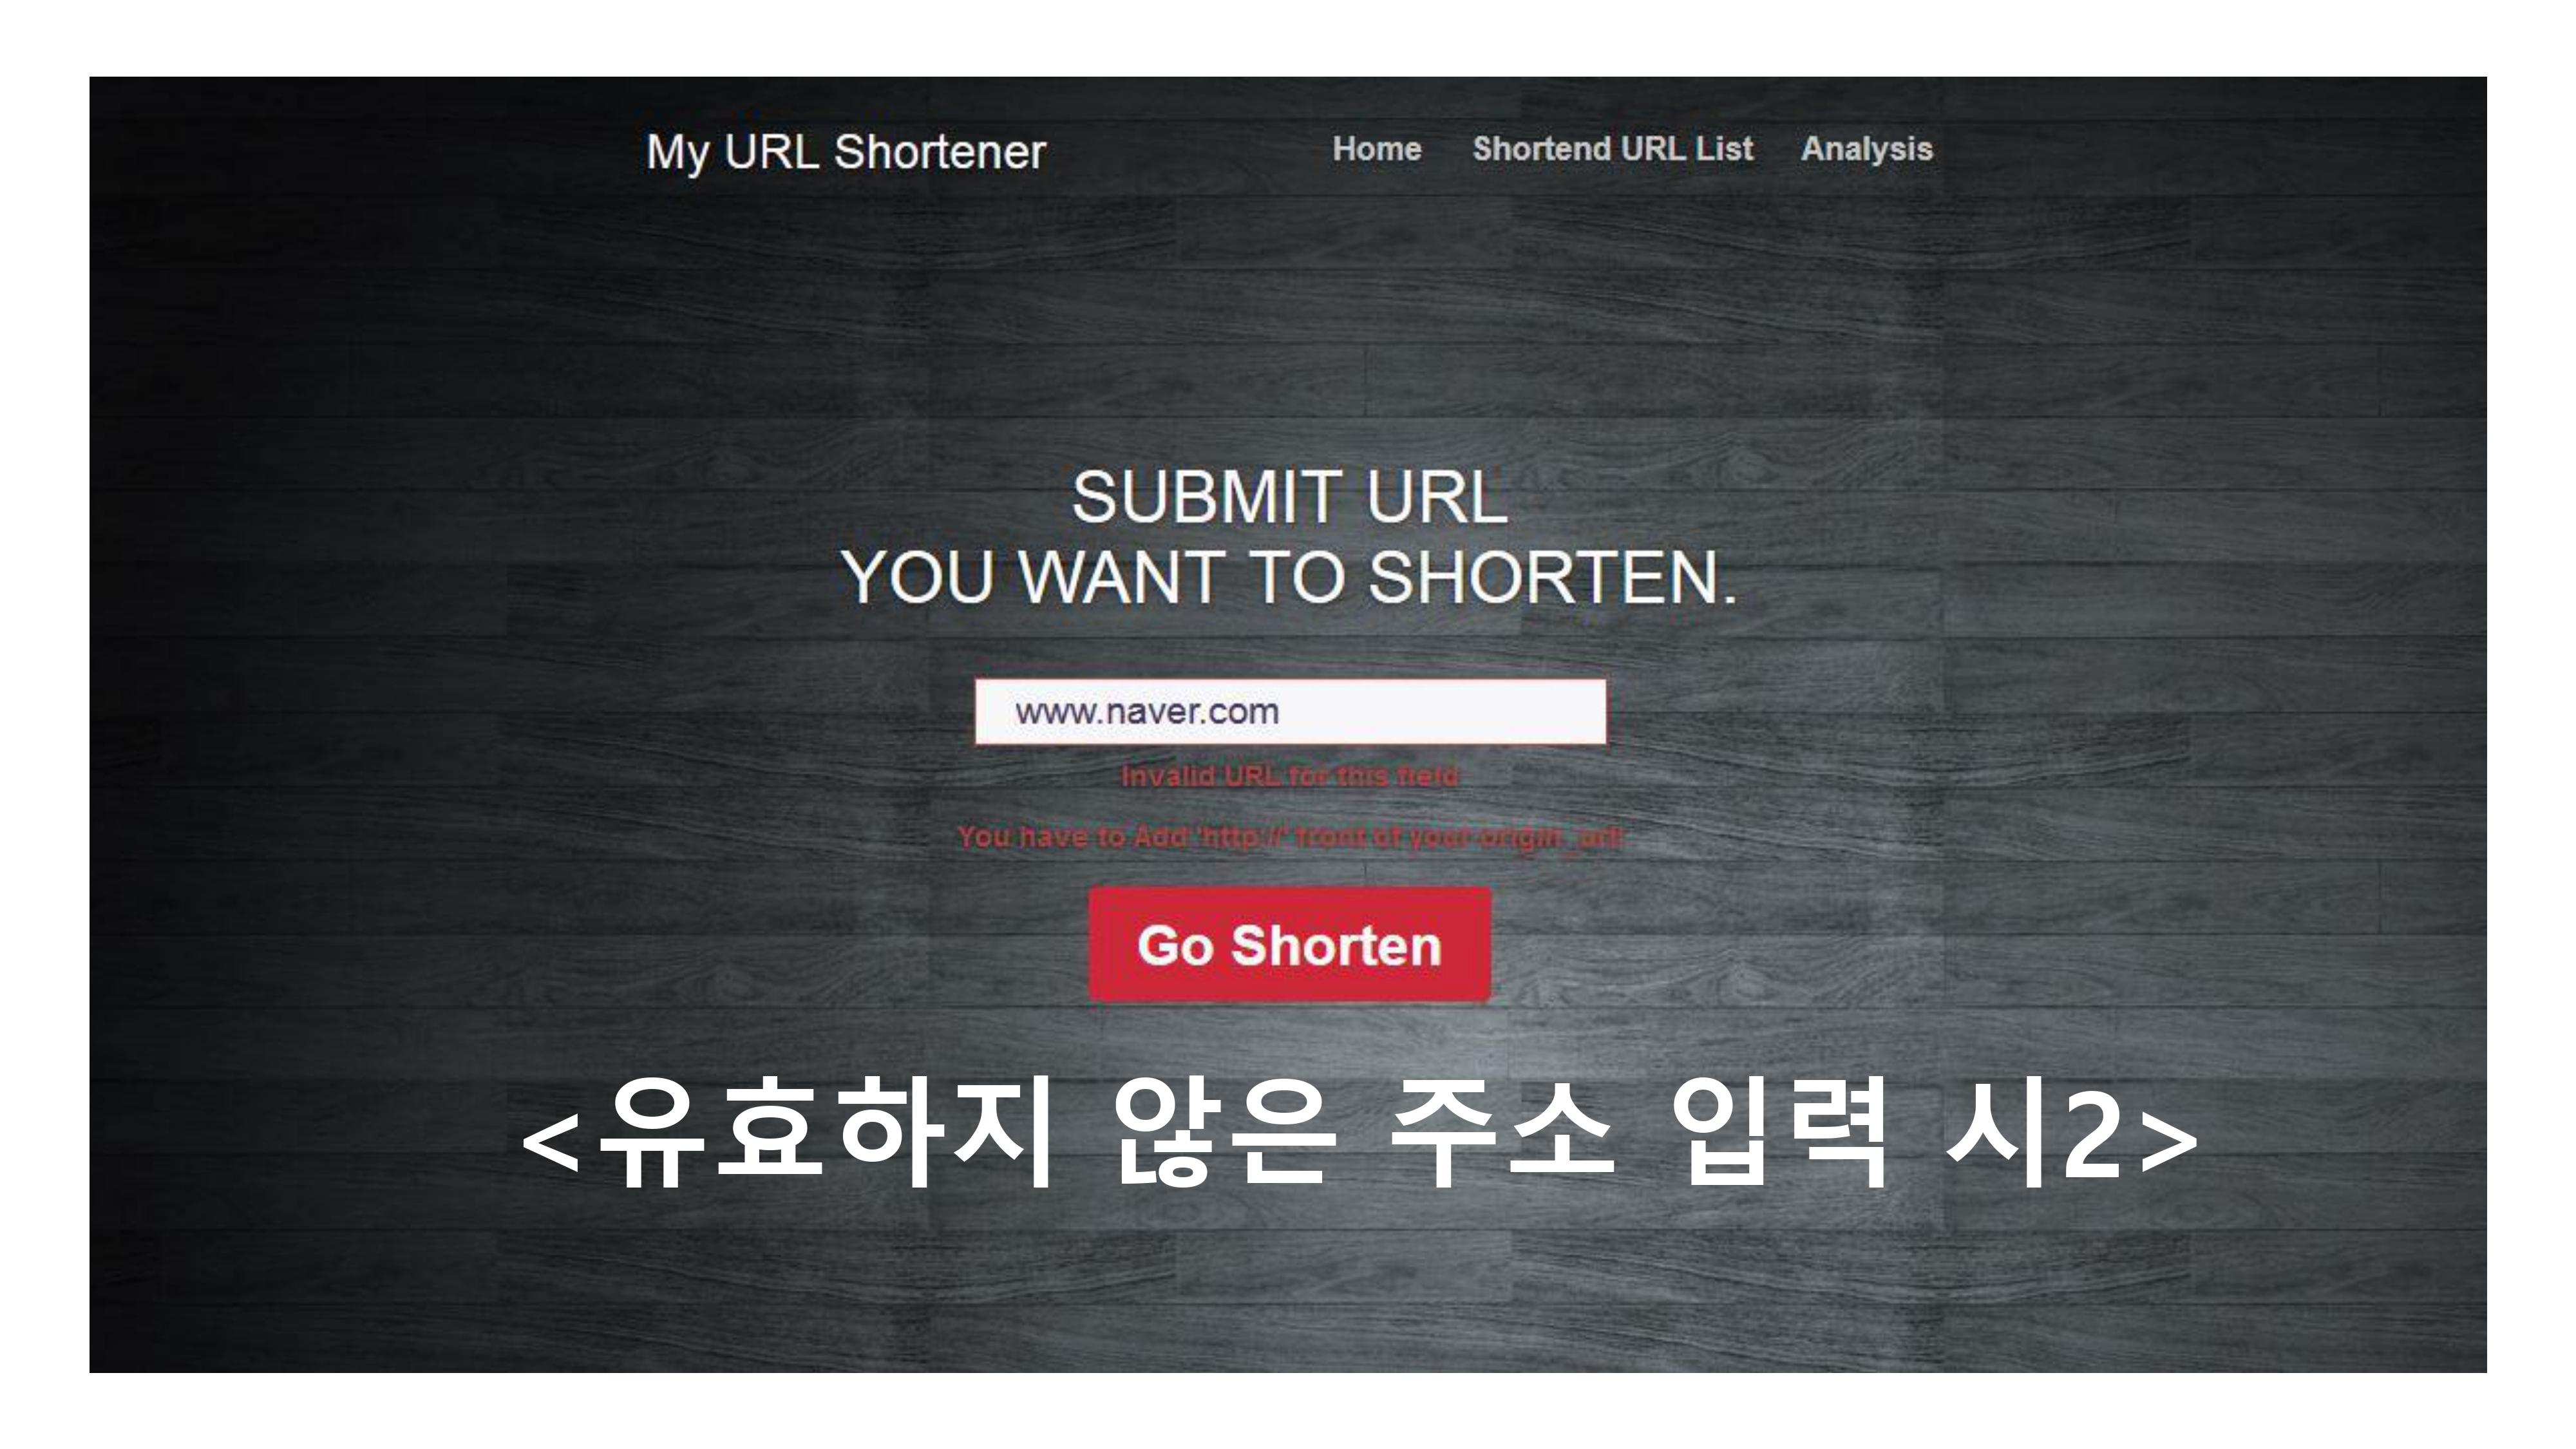 My URL Shortener
Home Shortend URL List Analysis
SUBMIT URL
YOU WANT TO SHORTEN.
www.naver.com
Invalid URL for this field
You have to Add 'http://' front of your origin_url!
Go Shorten
<유효하지 않은 주소 입력 시2>